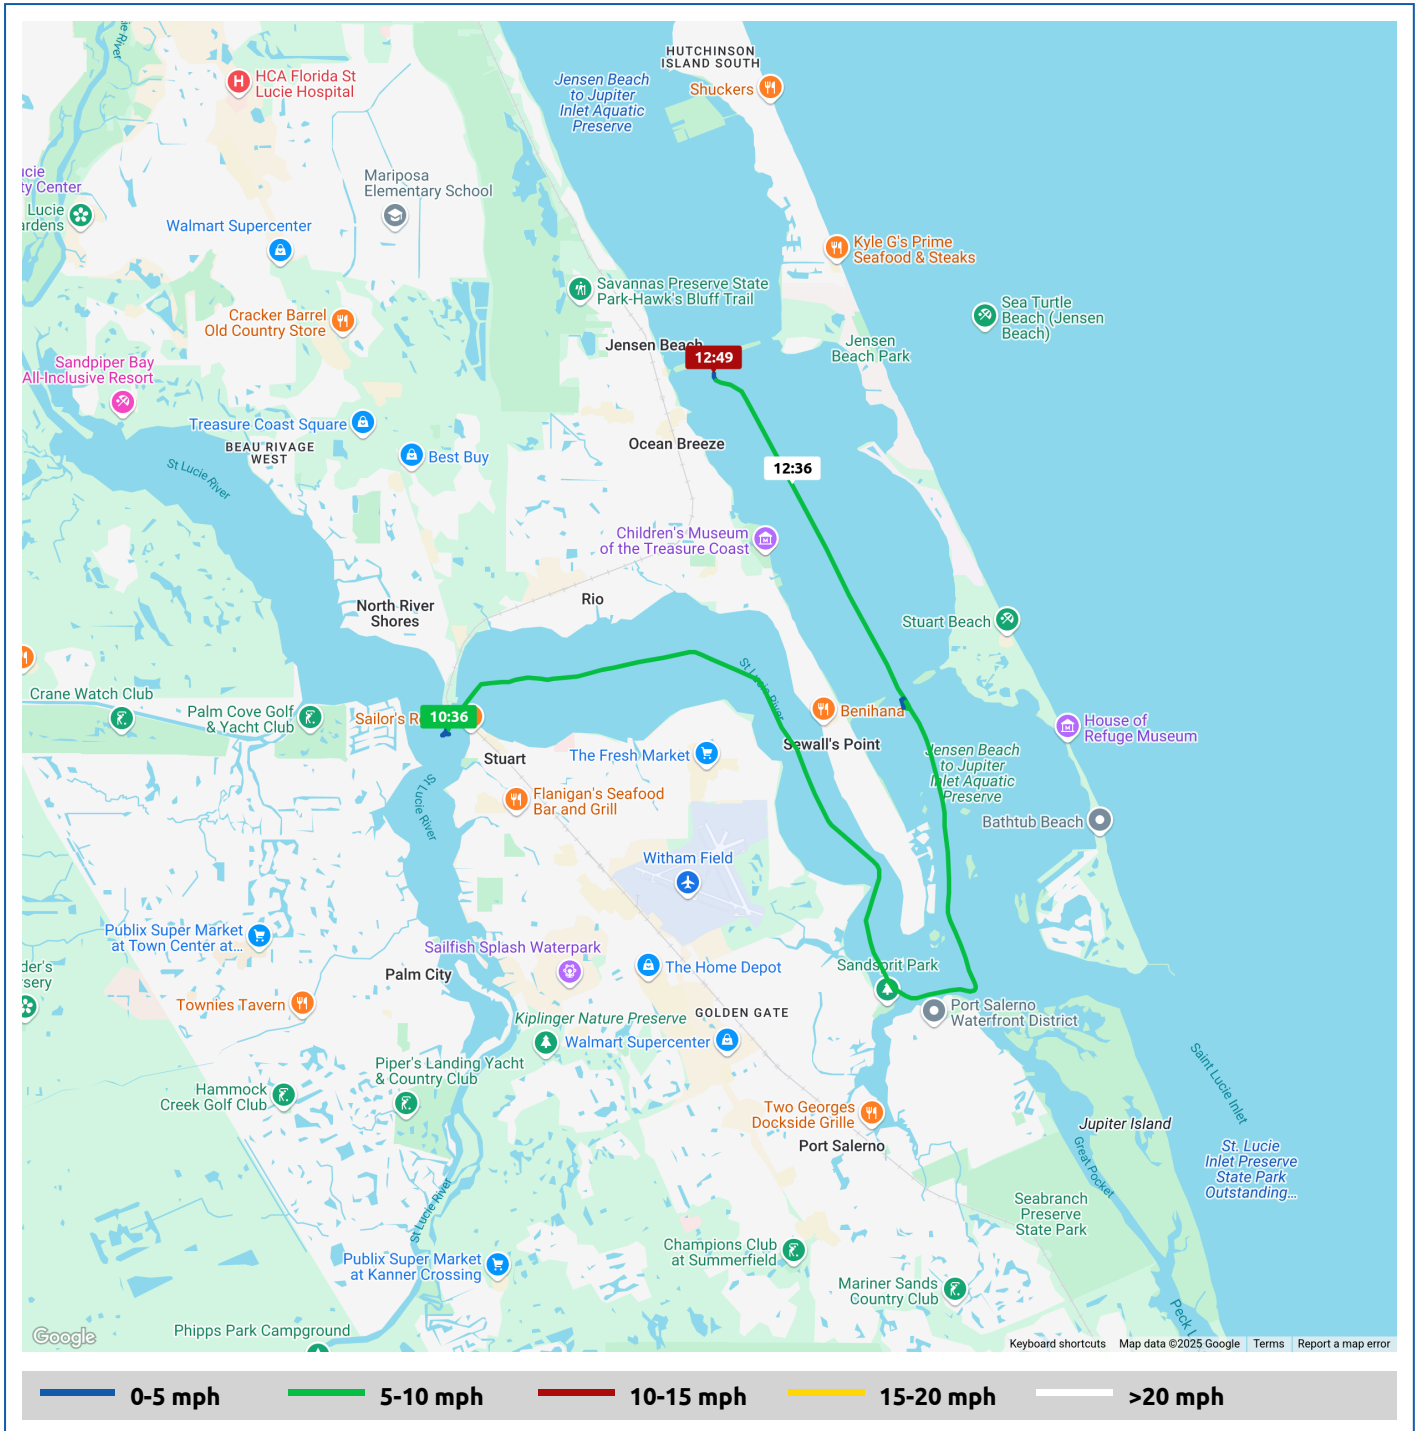 HUTCHINSON
ISLAND SOUTH
Jensen Beach
to Jupiter
Inlet Aquatic
Preserve
Shuckers
HCA Florida St
Lucie Hospital
ucie
ty Center
Lucie
ardens
Mariposa
Elementary School
Walmart Supercenter
Kyle G's Prime
Seafood & Steaks
Savannas Preserve State
Park-Hawk's Bluff Trail
Sea Turtle
Beach (Jensen
Beach)
Cracker Barrel
Old Country Store
Jensen Beach
12:49
Jensen
Beach Park
Sandpiper Bay
All-Inclusive Resort
Treasure Coast Square
BEAU RIVAGE
WEST
Best Buy
Ocean Breeze
St Lucie River
12:36
Children's Museum
of the Treasure Coast
North River
Shores
Rio
Stuart Beach
St Lucie River
Crane Watch Club
Palm Cove Golf
& Yacht Club
Sailor's R
10:36
Benihana
House of
Refuge Museum
Stuart
The Fresh Market
Sewall's Point
Jensen Beach
to Jupiter
Inlet Aquatic
Preserve
St Lucie River
Flanigan's Seafood
Bar and Grill
Bathtub Beach
Witham Field
Publix Super Market
at Town Center at...
Sailfish Splash Waterpark
der's
sery
Palm City
The Home Depot
Sandsprit Park
Townies Tavern
Kiplinger Nature Preserve
GOLDEN GATE
Port Salerno
Waterfront District
Walmart Supercenter
Piper's Landing Yacht
& Country Club
Hammock
Creek Golf Club
Saint Lucie Inlet
Two Georges
Dockside Grille
Jupiter Island
Port Salerno
Great Pocket
St. Lucie
Inlet Preserve
State Park
Outstanding...
St Lucie River
Seabranch
Preserve
State Park
Publix Super Market
at Kanner Crossing
Champions Club
at Summerfield
Mariner Sands
Country Club
Peck L
Phipps Park Campground
Google
Keyboard shortcuts Map data ©2025 Google Terms Report a map error
0-5 mph 5-10 mph 10-15 mph 15-20 mph >20 mph